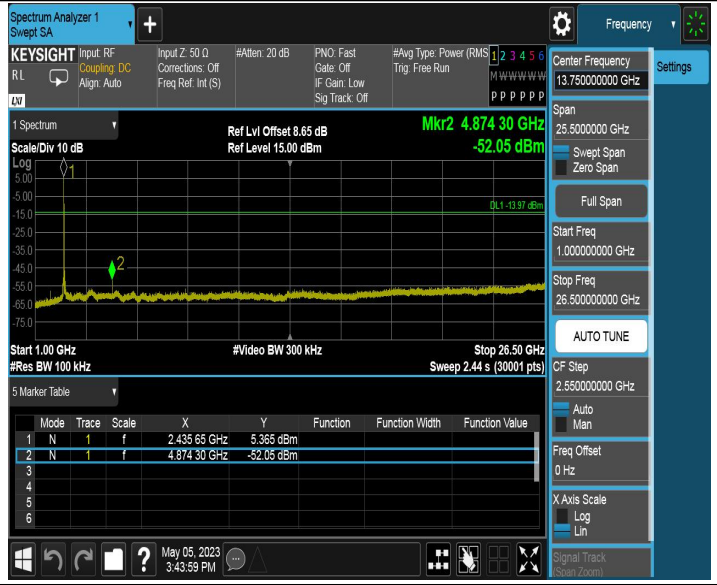 Spectrum Analyzer 1
Swept SA
Frequency
KEYSIGHT
RL
LXI
Input: RF
Coupling: DC
Align: Auto
Input Z: 50 Ω
Corrections: Off
Freq Ref: Int (S)
#Atten: 20 dB
PNO: Fast
Gate: Off
IF Gain: Low
Sig Track: Off
#Avg Type: Power (RMS
Trig: Free Run
1 2 3 4 5 6
M W W W W W
P P P P P P
Settings
Center Frequency
13.750000000 GHz
Span
25.5000000 GHz
Swept Span
Zero Span
Full Span
Start Freq
1.000000000 GHz
Stop Freq
26.500000000 GHz
AUTO TUNE
CF Step
2.550000000 GHz
Auto
Man
Freq Offset
0 Hz
X Axis Scale
Log
Lin
Signal Track
(Span Zoom)
1 Spectrum
Scale/Div 10 dB
Ref Lvl Offset 8.65 dB
Ref Level 15.00 dBm
Mkr2 4.874 30 GHz
-52.05 dBm
Log
5.00
-5.00
-15.0
-25.0
-35.0
-45.0
-55.0
-65.0
-75.0
1
2
DL1 -13.97 dBm
Start 1.00 GHz
#Video BW 300 kHz
Stop 26.50 GHz
#Res BW 100 kHz
Sweep 2.44 s (30001 pts)
5 Marker Table
Mode Trace Scale X Y Function Function Width Function Value
1 N 1 f 2.435 65 GHz 5.365 dBm
2 N 1 f 4.874 30 GHz -52.05 dBm
3
4
5
6
May 05, 2023
3:43:59 PM